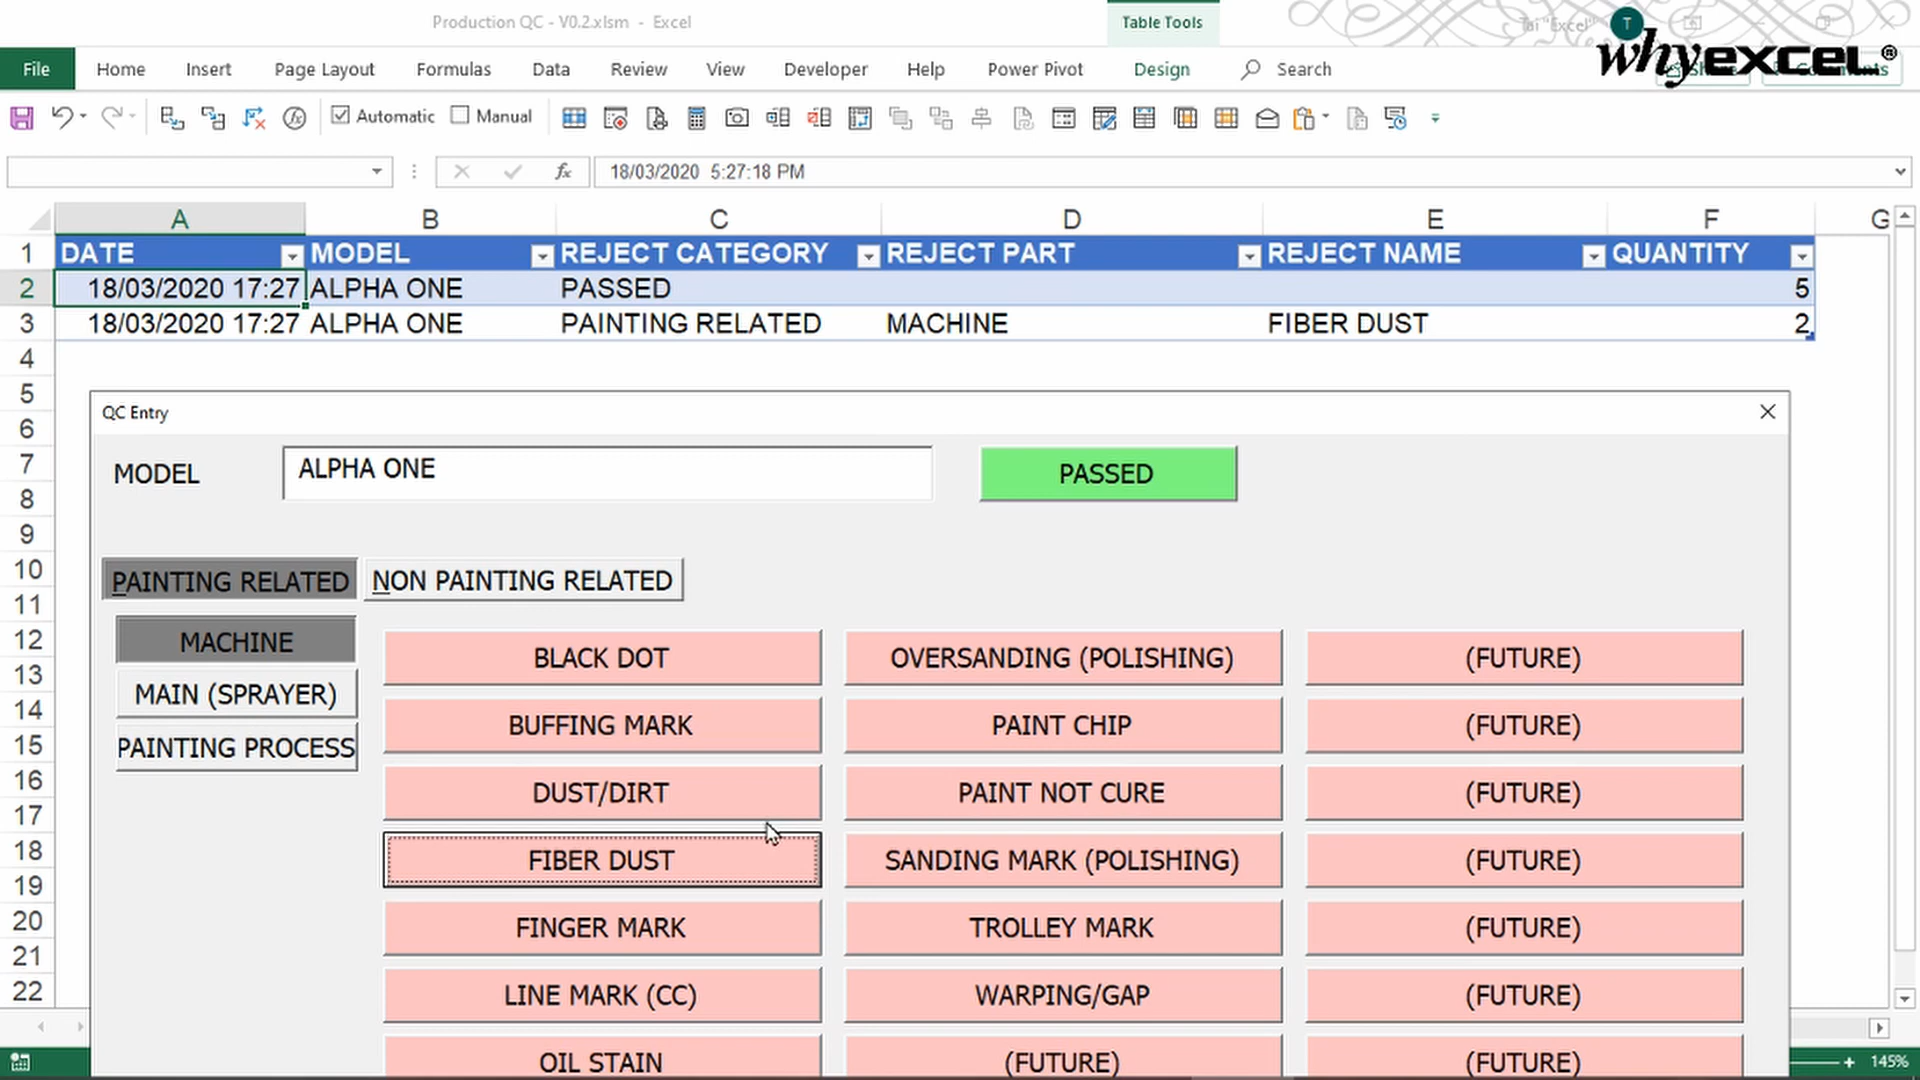 Production QC - V0.2.xlsm - Excel
Table Tools
Tai "Excel"
T
whyexcel®
File Home Insert Page Layout Formulas Data Review View Developer Help Power Pivot Design Search
Automatic Manual
fx 18/03/2020 5:27:18 PM
A B C D E F G
1 DATE MODEL REJECT CATEGORY REJECT PART REJECT NAME QUANTITY
2 18/03/2020 17:27 ALPHA ONE PASSED 5
3 18/03/2020 17:27 ALPHA ONE PAINTING RELATED MACHINE FIBER DUST 2
4
5
6
7
8
9
10
11
12
13
14
15
16
17
18
19
20
21
22
QC Entry
MODEL ALPHA ONE PASSED
PAINTING RELATED NON PAINTING RELATED
MACHINE
MAIN (SPRAYER)
PAINTING PROCESS
BLACK DOT OVERSANDING (POLISHING) (FUTURE)
BUFFING MARK PAINT CHIP (FUTURE)
DUST/DIRT PAINT NOT CURE (FUTURE)
FIBER DUST SANDING MARK (POLISHING) (FUTURE)
FINGER MARK TROLLEY MARK (FUTURE)
LINE MARK (CC) WARPING/GAP (FUTURE)
OIL STAIN (FUTURE) (FUTURE)
145%